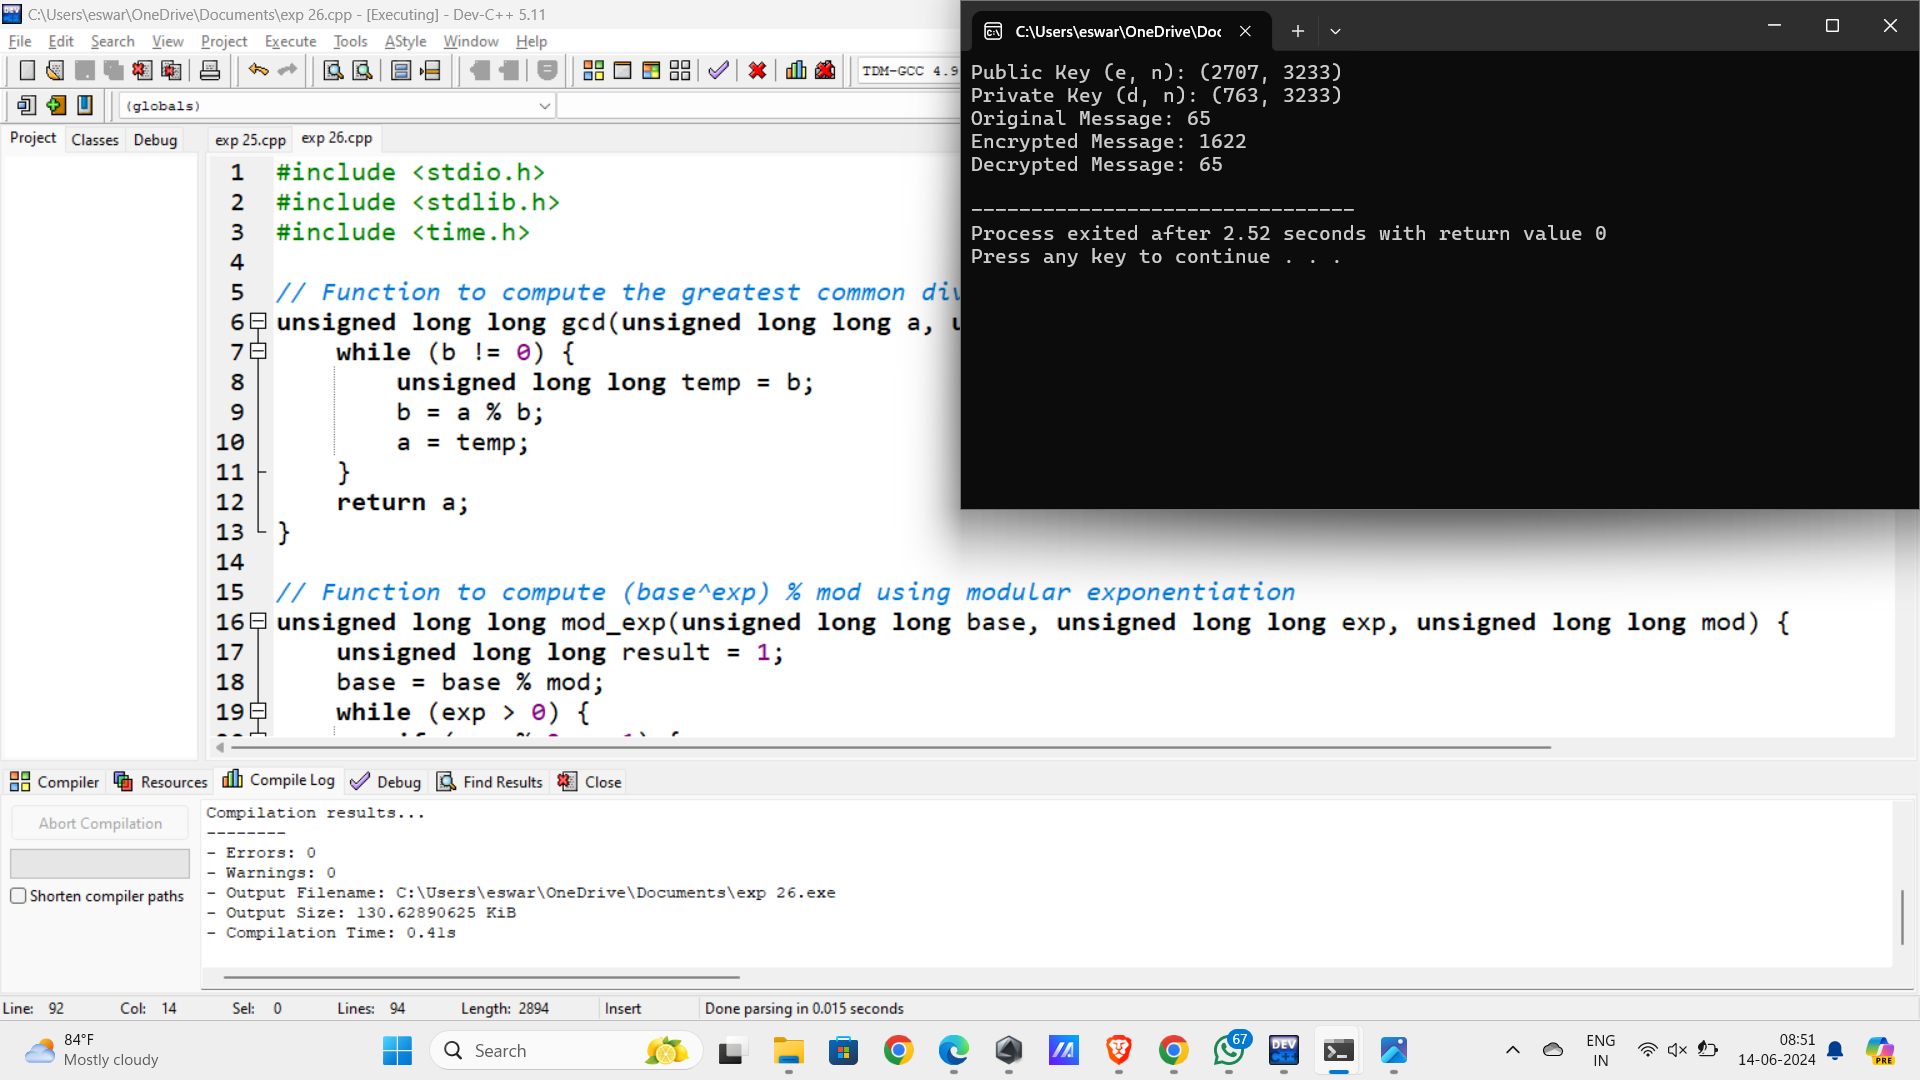 C:\Users\eswar\OneDrive\Documents\exp 26.cpp - [Executing] - Dev-C++ 5.11
File Edit Search View Project Execute Tools AStyle Window Help
TDM-GCC 4.9
(globals)
Project Classes Debug
exp 25.cpp exp 26.cpp
1 #include <stdio.h>
2 #include <stdlib.h>
3 #include <time.h>
4
5 // Function to compute the greatest common
6 unsigned long long gcd(unsigned long long a,
7 while (b != 0) {
8 unsigned long long temp = b;
9 b = a % b;
10 a = temp;
11 }
12 return a;
13 }
14
15 // Function to compute (base^exp) % mod using modular exponentiation
16 unsigned long long mod_exp(unsigned long long base, unsigned long long exp, unsigned long long mod) {
17 unsigned long long result = 1;
18 base = base % mod;
19 while (exp > 0) {
C:\Users\eswar\OneDrive\Doc
Public Key (e, n): (2707, 3233)
Private Key (d, n): (763, 3233)
Original Message: 65
Encrypted Message: 1622
Decrypted Message: 65
--------------------------------
Process exited after 2.52 seconds with return value 0
Press any key to continue . . .
Compiler Resources Compile Log Debug Find Results Close
Abort Compilation
Shorten compiler paths
Compilation results...
--------
- Errors: 0
- Warnings: 0
- Output Filename: C:\Users\eswar\OneDrive\Documents\exp 26.exe
- Output Size: 130.62890625 KiB
- Compilation Time: 0.41s
Line: 92 Col: 14 Sel: 0 Lines: 94 Length: 2894 Insert Done parsing in 0.015 seconds
84°F
Mostly cloudy
Search
67
DEV
ENG
IN
08:51
14-06-2024
PRE